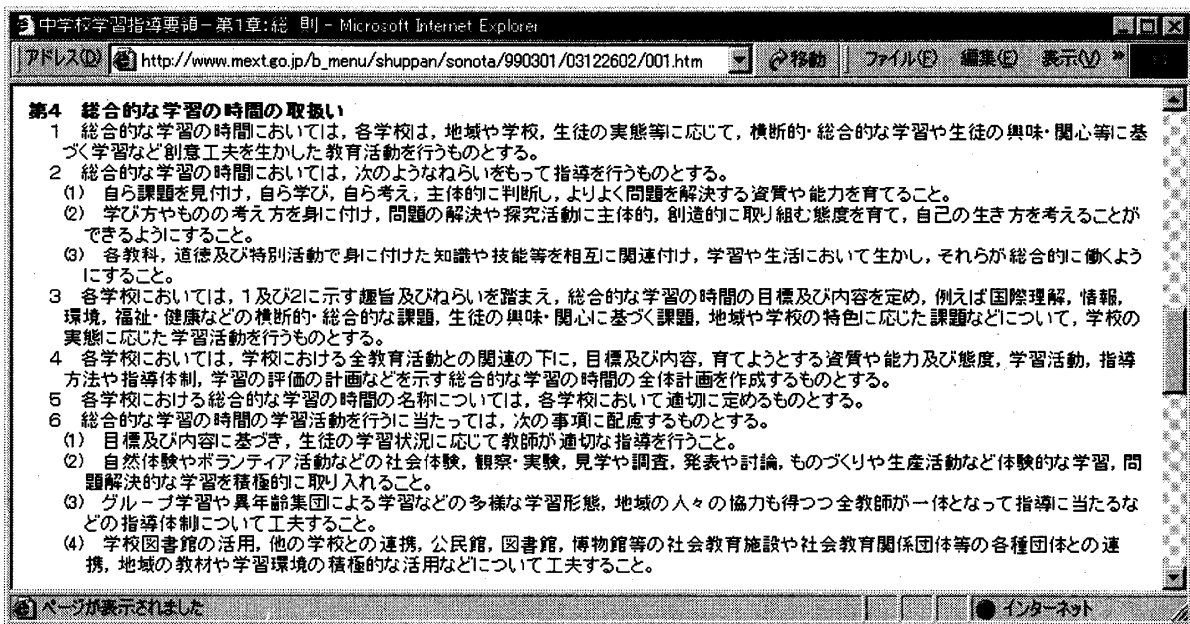 中学校学習指導要領－第1章:総　則 - Microsoft Internet Explorer
アドレス(D) http://www.mext.go.jp/b_menu/shuppan/sonota/990301/03122602/001.htm 移動 ファイル(F) 編集(E) 表示(V) »
第4　総合的な学習の時間の取扱い
1　総合的な学習の時間においては，各学校は，地域や学校，生徒の実態等に応じて，横断的・総合的な学習や生徒の興味・関心等に基
づく学習など創意工夫を生かした教育活動を行うものとする。
2　総合的な学習の時間においては，次のようなねらいをもって指導を行うものとする。
(1)　自ら課題を見付け，自ら学び，自ら考え，主体的に判断し，よりよく問題を解決する資質や能力を育てること。
(2)　学び方やものの考え方を身に付け，問題の解決や探究活動に主体的，創造的に取り組む態度を育て，自己の生き方を考えることが
できるようにすること。
(3)　各教科，道徳及び特別活動で身に付けた知識や技能等を相互に関連付け，学習や生活において生かし，それらが総合的に働くよう
にすること。
3　各学校においては，1及び2に示す趣旨及びねらいを踏まえ，総合的な学習の時間の目標及び内容を定め，例えば国際理解，情報，
環境，福祉・健康などの横断的・総合的な課題，生徒の興味・関心に基づく課題，地域や学校の特色に応じた課題などについて，学校の
実態に応じた学習活動を行うものとする。
4　各学校においては，学校における全教育活動との関連の下に，目標及び内容，育てようとする資質や能力及び態度，学習活動，指導
方法や指導体制，学習の評価の計画などを示す総合的な学習の時間の全体計画を作成するものとする。
5　各学校における総合的な学習の時間の名称については，各学校において適切に定めるものとする。
6　総合的な学習の時間の学習活動を行うに当たっては，次の事項に配慮するものとする。
(1)　目標及び内容に基づき，生徒の学習状況に応じて教師が適切な指導を行うこと。
(2)　自然体験やボランティア活動などの社会体験，観察・実験，見学や調査，発表や討論，ものづくりや生産活動など体験的な学習，問
題解決的な学習を積極的に取り入れること。
(3)　グループ学習や異年齢集団による学習などの多様な学習形態，地域の人々の協力も得つつ全教師が一体となって指導に当たるな
どの指導体制について工夫すること。
(4)　学校図書館の活用，他の学校との連携，公民館，図書館，博物館等の社会教育施設や社会教育関係団体等の各種団体との連
携，地域の教材や学習環境の積極的な活用などについて工夫すること。
ページが表示されました インターネット